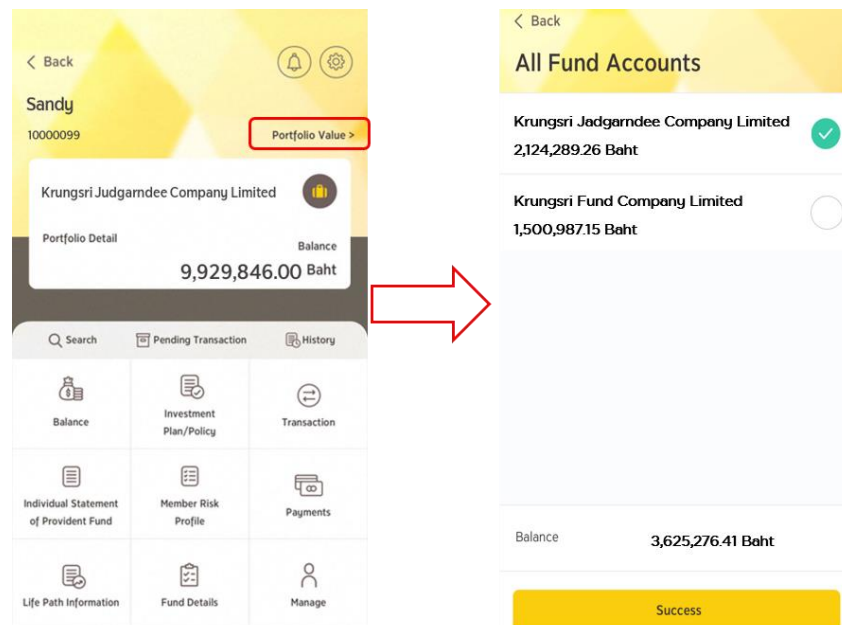 < Back
Sandy
10000099
Portfolio Value >
Krungsri Judgarndee Company Limited
Portfolio Detail
Balance
9,929,846.00 Baht
Search
Pending Transaction
History
Balance
Investment
Plan/Policy
Transaction
Individual Statement
of Provident Fund
Member Risk
Profile
Payments
Life Path Information
Fund Details
Manage
< Back
All Fund Accounts
Krungsri Jadgarndee Company Limited
2,124,289.26 Baht
Krungsri Fund Company Limited
1,500,987.15 Baht
Balance
3,625,276.41 Baht
Success